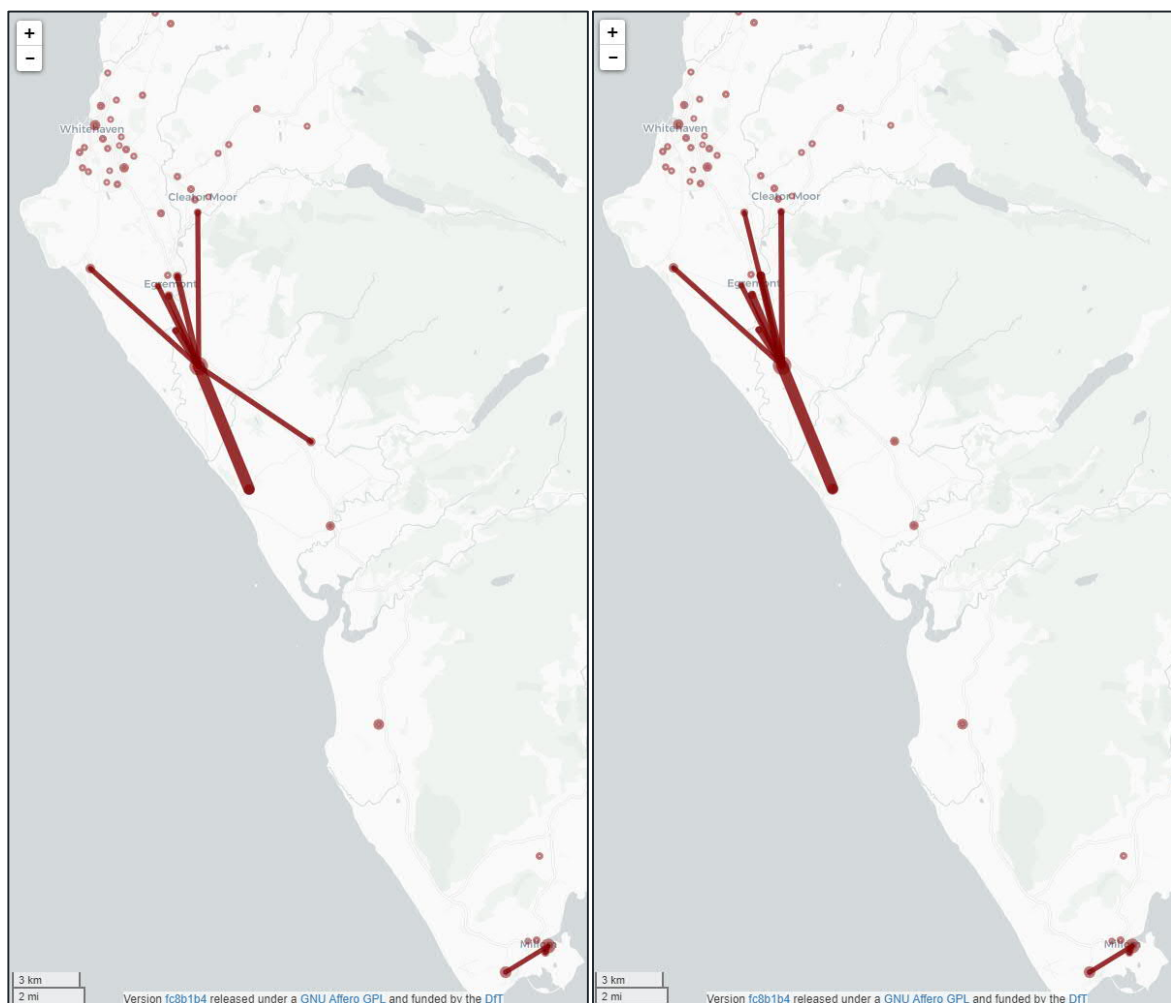 +
−
Whitehaven
Cleator Moor
Egremont
3 km
2 mi
Version fc8b1b4 released under a GNU Affero GPL and funded by the DfT
+
−
Whitehaven
Cleator Moor
Egremont
3 km
2 mi
Version fc8b1b4 released under a GNU Affero GPL and funded by the DfT